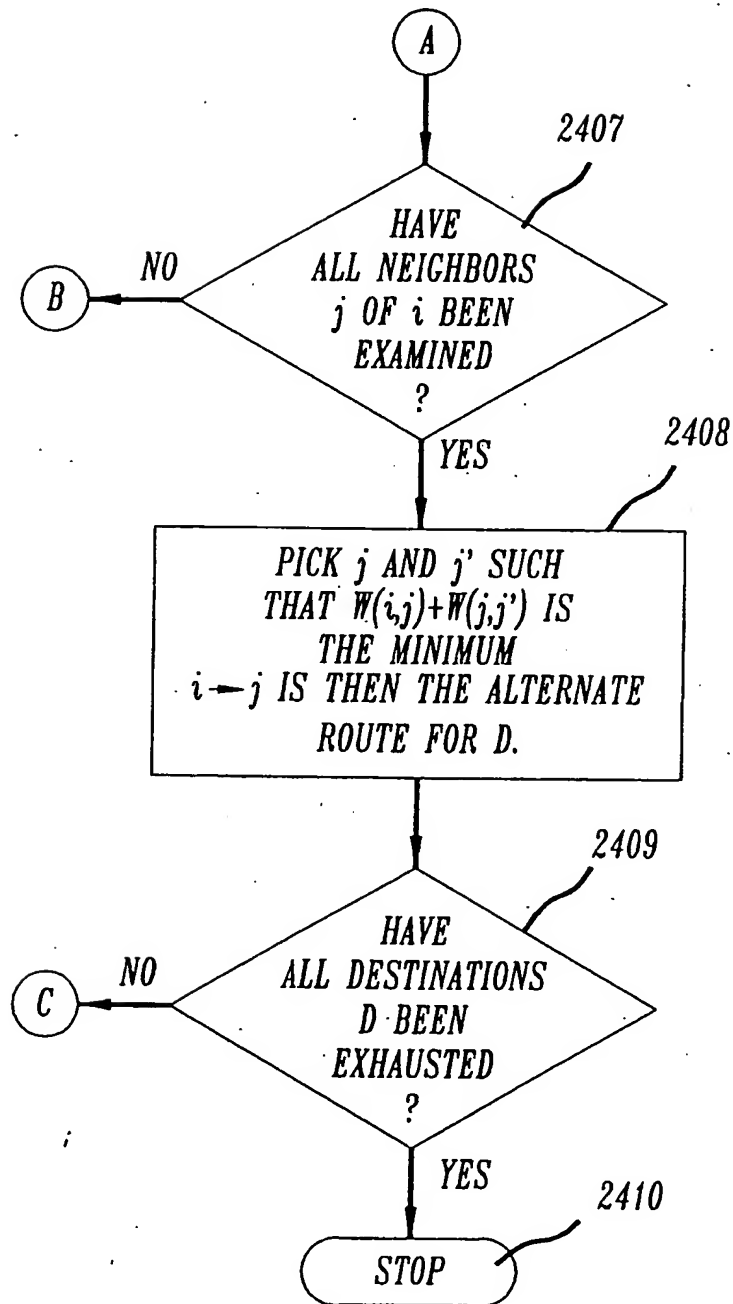 A
2407
HAVE
ALL NEIGHBORS
j OF i BEEN
EXAMINED
?
NO
B
YES
2408
PICK j AND j' SUCH
THAT W(i,j)+W(j,j') IS
THE MINIMUM
i→j IS THEN THE ALTERNATE
ROUTE FOR D.
2409
HAVE
ALL DESTINATIONS
D BEEN
EXHAUSTED
?
NO
C
i
YES
2410
STOP